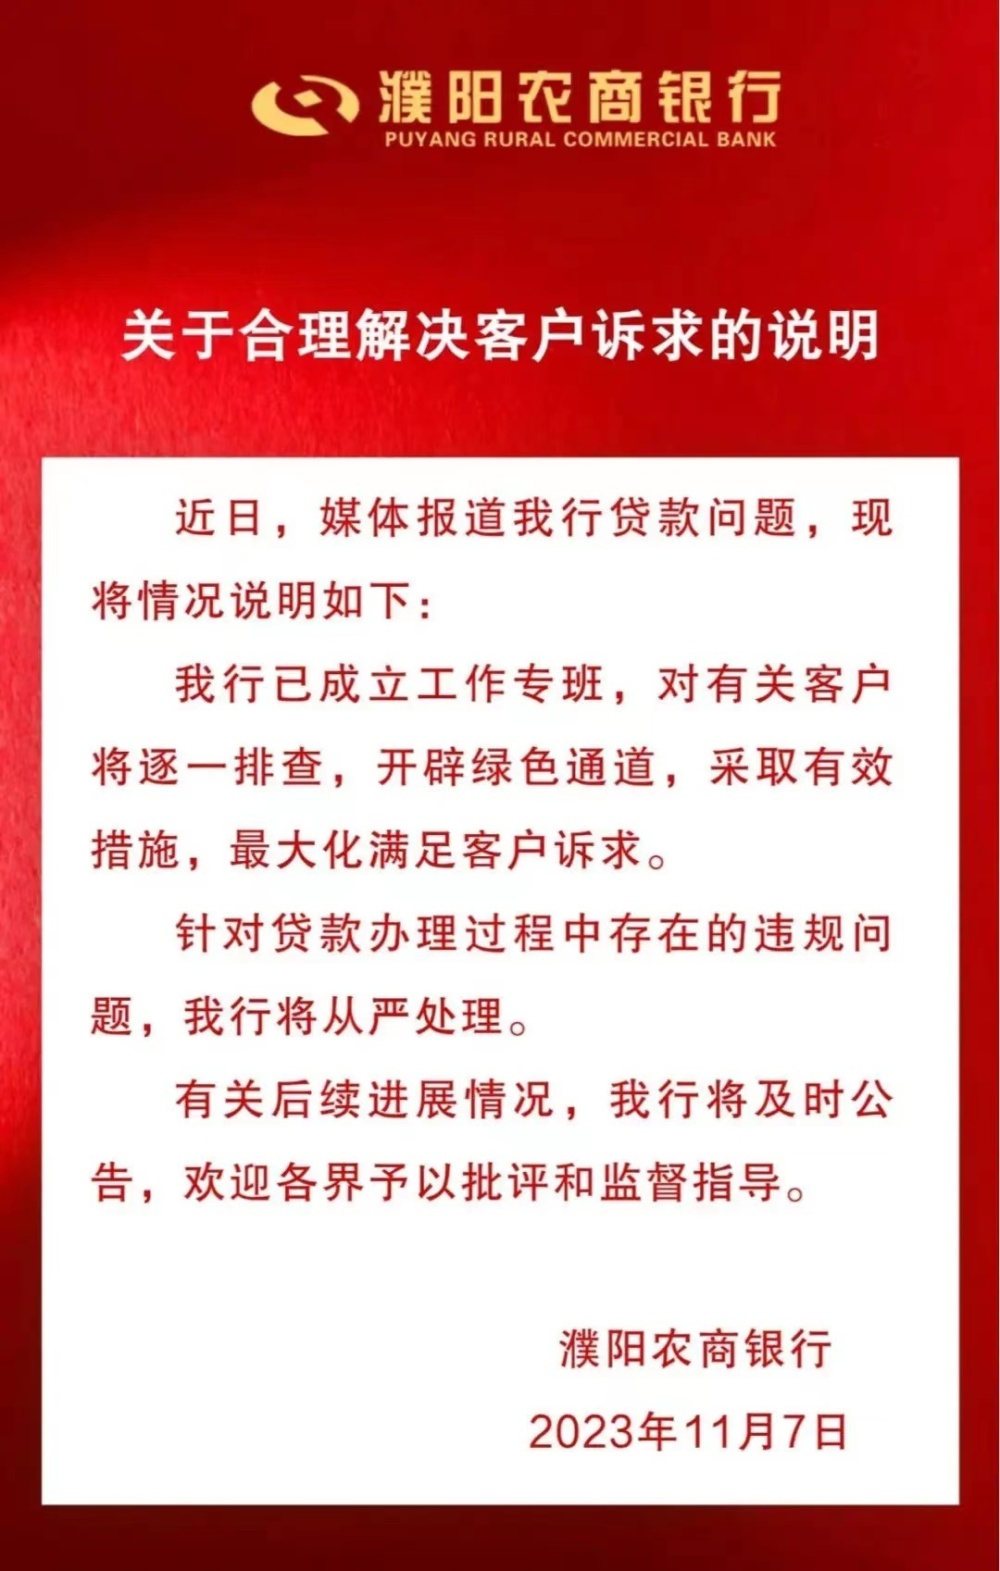 濮阳农商银行
PUYANG RURAL COMMERCIAL BANK
关于合理解决客户诉求的说明
近日，媒体报道我行贷款问题，现
将情况说明如下：
我行已成立工作专班，对有关客户
将逐一排查，开辟绿色通道，采取有效
措施，最大化满足客户诉求。
针对贷款办理过程中存在的违规问
题，我行将从严处理。
有关后续进展情况，我行将及时公
告，欢迎各界予以批评和监督指导。
濮阳农商银行
2023年11月7日